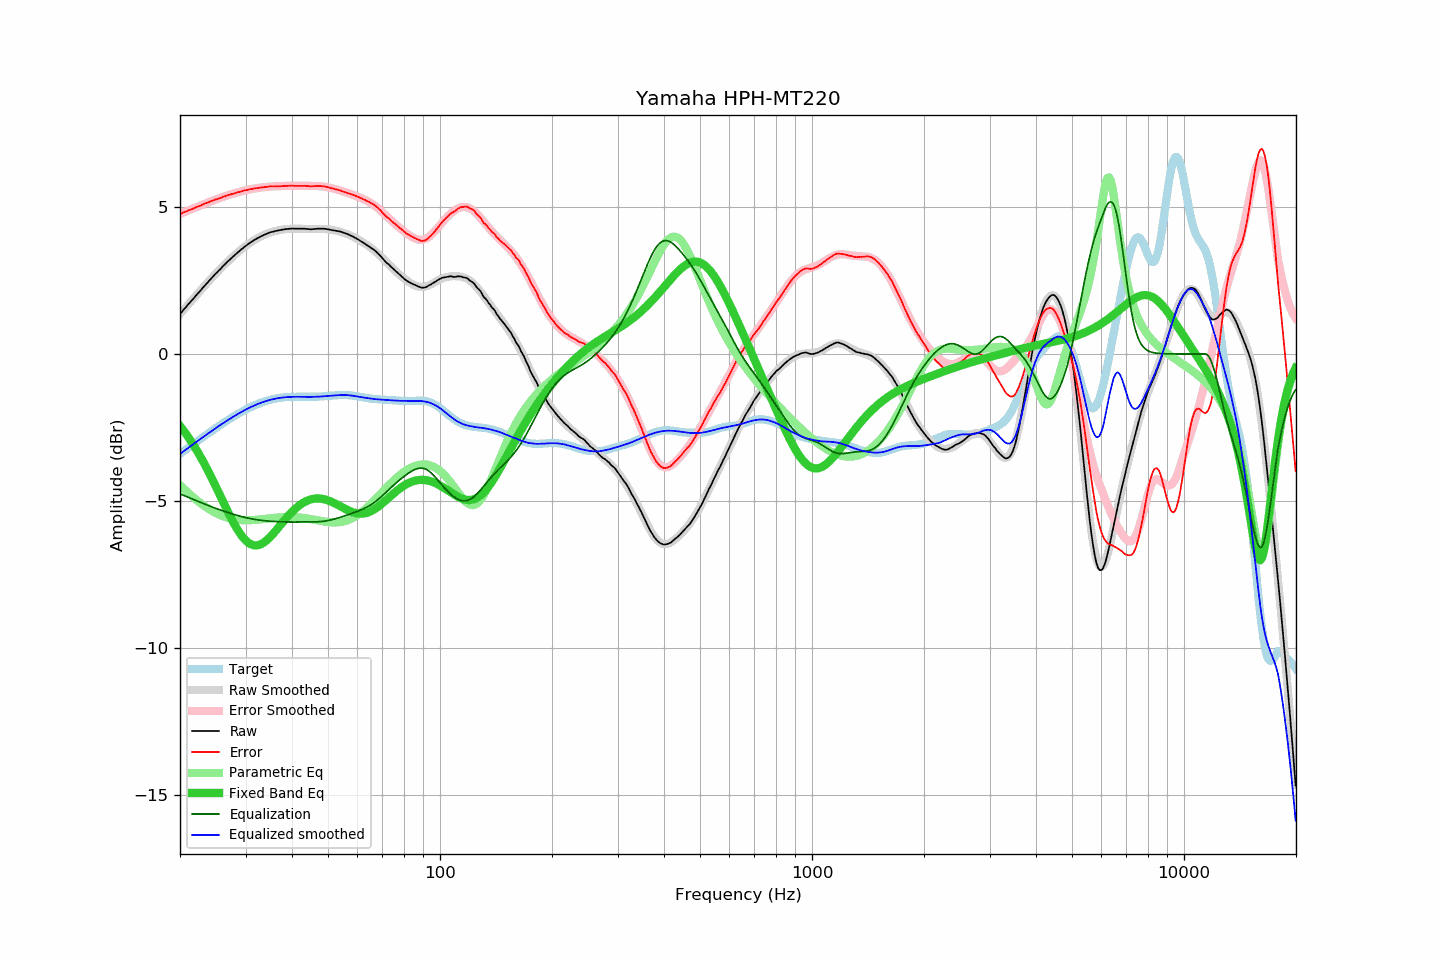 Yamaha HPH-MT220
Amplitude (dBr)
5
0
−5
−10
−15
Target
Raw Smoothed
Error Smoothed
Raw
Error
Parametric Eq
Fixed Band Eq
Equalization
Equalized smoothed
100
1000
10000
Frequency (Hz)